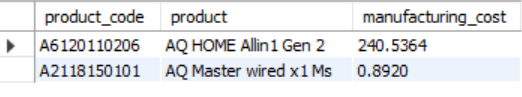 product_code product manufacturing_cost
A6120110206 AQ HOME Allin1 Gen 2 240.5364
A2118150101 AQ Master wired x1 Ms 0.8920